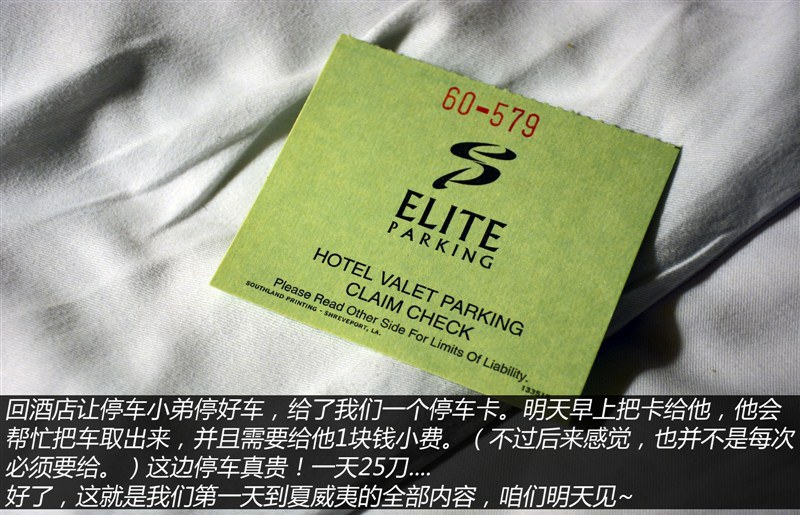 60-579
SP
ELITE
PARKING
HOTEL VALET PARKING
CLAIM CHECK
Please Read Other Side For Limits Of Liability.
SOUTHLAND PRINTING - SHREVEPORT, LA.
回酒店让停车小弟停好车，给了我们一个停车卡。明天早上把卡给他，他会
帮忙把车取出来，并且需要给他1块钱小费。（不过后来感觉，也并不是每次
必须要给。）这边停车真贵！一天25刀....
好了，这就是我们第一天到夏威夷的全部内容，咱们明天见~